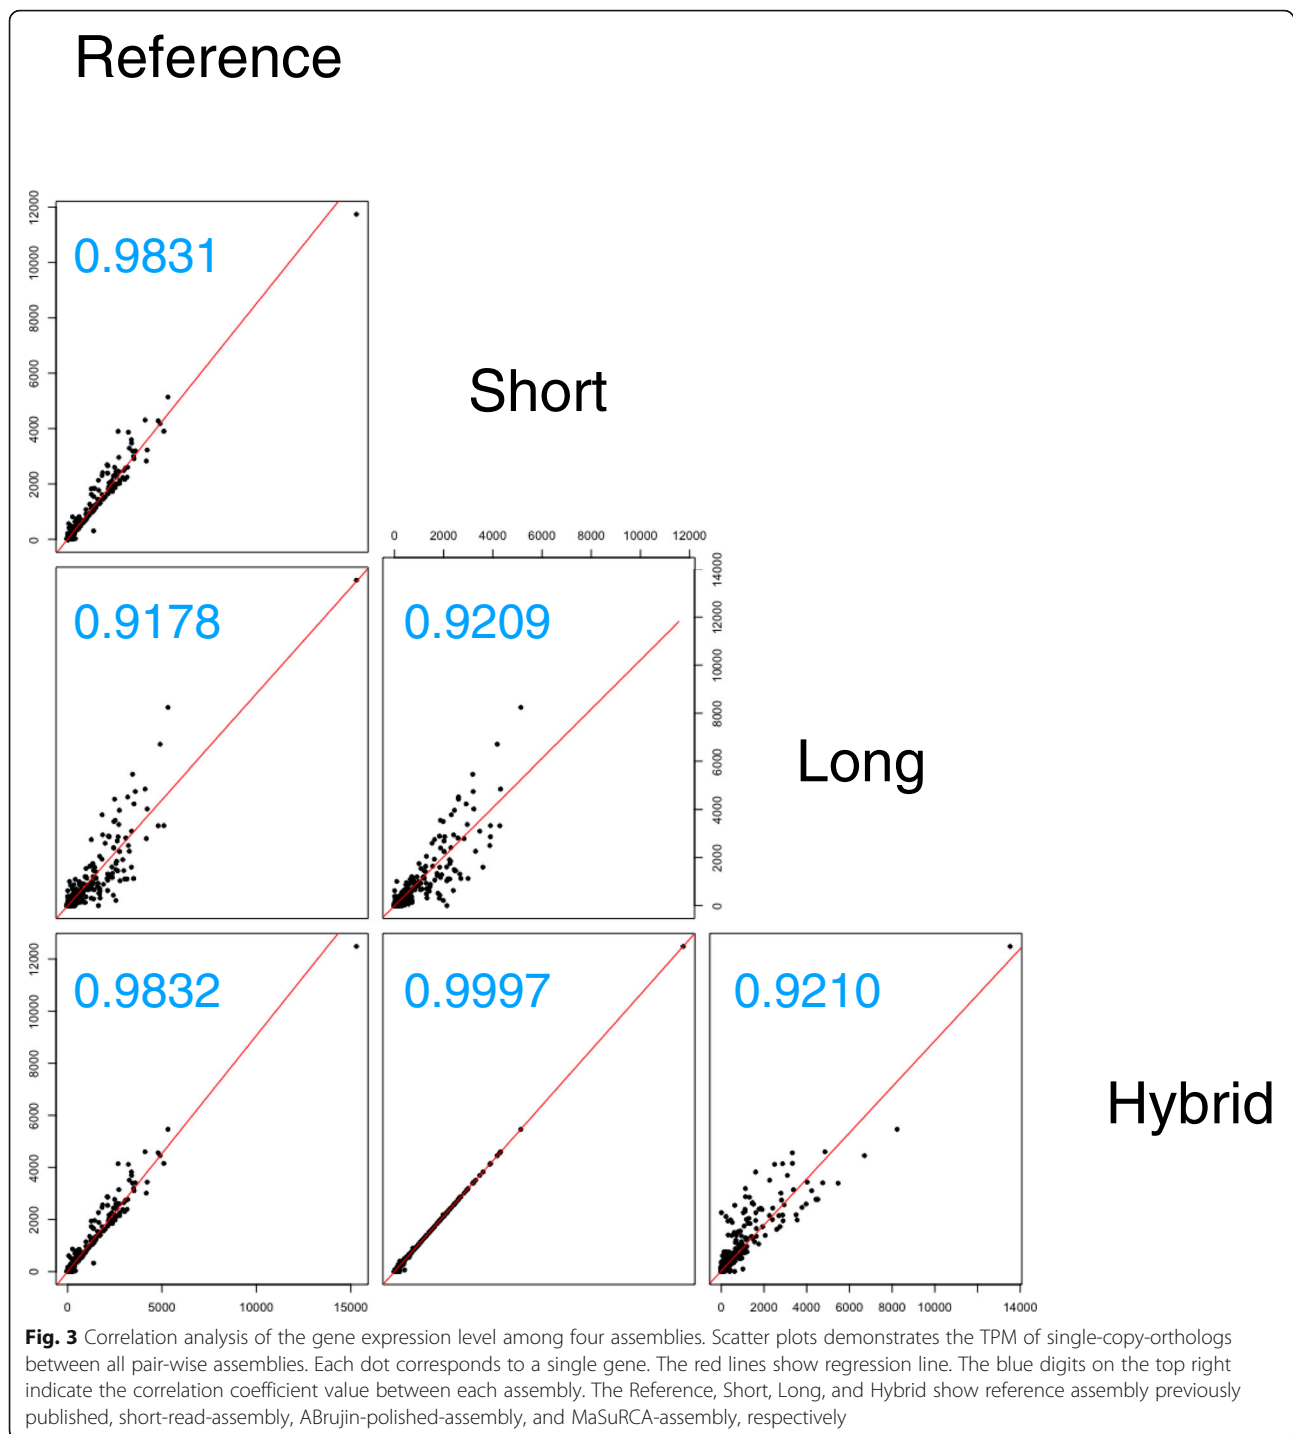 Reference
12000
10000
8000
6000
4000
2000
0
0.9831
Short
0 2000 4000 6000 8000 10000 12000
0.9178
0.9209
14000
12000
10000
8000
6000
4000
2000
0
Long
12000
10000
8000
6000
4000
2000
0
0.9832
0.9997
0.9210
Hybrid
0 5000 10000 15000
0 2000 4000 6000 8000 10000 14000
Fig. 3 Correlation analysis of the gene expression level among four assemblies. Scatter plots demonstrates the TPM of single-copy-orthologs
between all pair-wise assemblies. Each dot corresponds to a single gene. The red lines show regression line. The blue digits on the top right
indicate the correlation coefficient value between each assembly. The Reference, Short, Long, and Hybrid show reference assembly previously
published, short-read-assembly, ABrujin-polished-assembly, and MaSuRCA-assembly, respectively